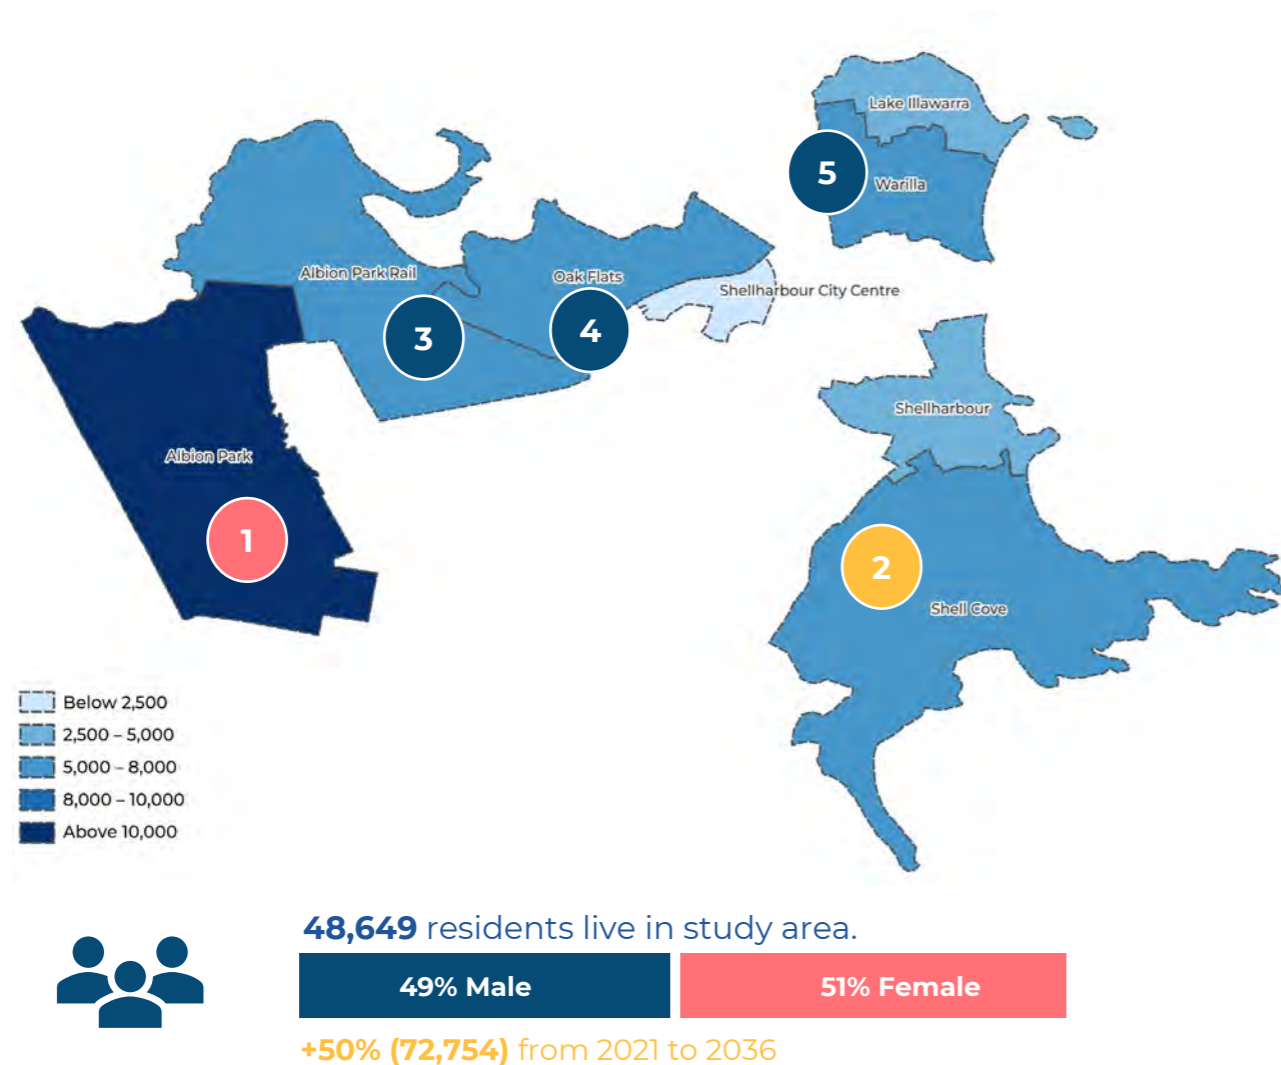 Lake Illawarra
5
Warilla
Albion Park Rail
Oak Flats
Shellharbour City Centre
3
4
Shellharbour
Albion Park
1
2
Shell Cove
Below 2,500
2,500 – 5,000
5,000 – 8,000
8,000 – 10,000
Above 10,000
48,649 residents live in study area.
49% Male
51% Female
+50% (72,754) from 2021 to 2036